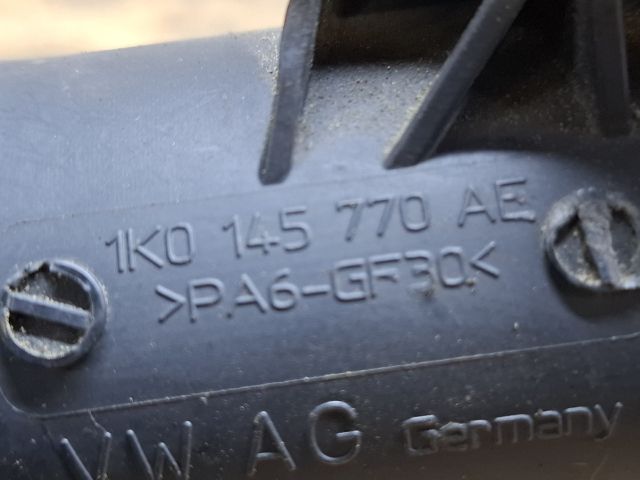 1K0 145 770 AE
>PA6-GF30<
VW AG Germany